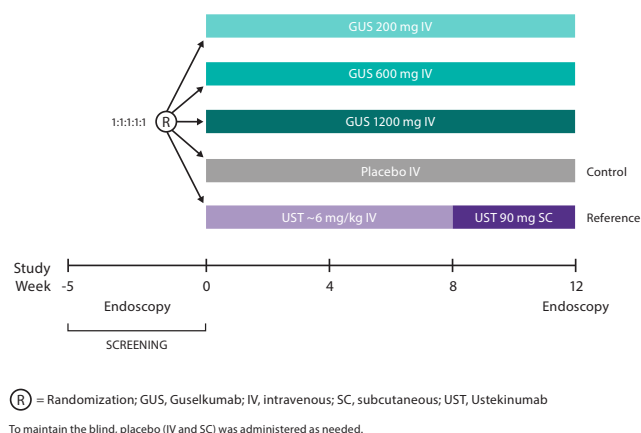 GUS 200 mg IV
GUS 600 mg IV
1:1:1:1:1 R GUS 1200 mg IV
Placebo IV Control
UST ~6 mg/kg IV UST 90 mg SC Reference
Study
Week -5 0 4 8 12
Endoscopy Endoscopy
SCREENING
R = Randomization; GUS, Guselkumab; IV, intravenous; SC, subcutaneous; UST, Ustekinumab
To maintain the blind, placebo (IV and SC) was administered as needed.